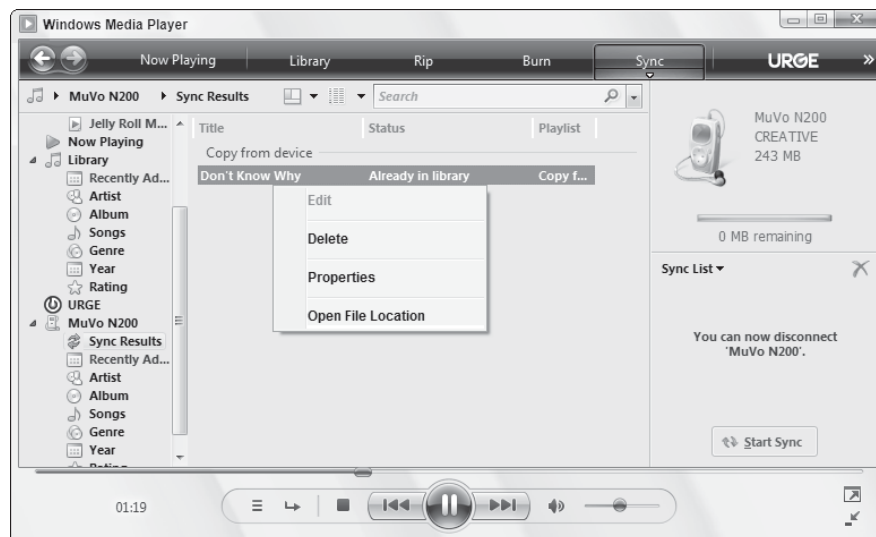 Windows Media Player
Now Playing Library Rip Burn Sync URGE »
MuVo N200 Sync Results Search
Jelly Roll M...
Now Playing
Library
Recently Ad...
Artist
Album
Songs
Genre
Year
Rating
URGE
MuVo N200
Sync Results
Recently Ad...
Artist
Album
Songs
Genre
Year
Title Status Playlist
Copy from device
Don't Know Why Already in library Copy f...
Edit
Delete
Properties
Open File Location
MuVo N200
CREATIVE
243 MB
0 MB remaining
Sync List
You can now disconnect
'MuVo N200'.
Start Sync
01:19